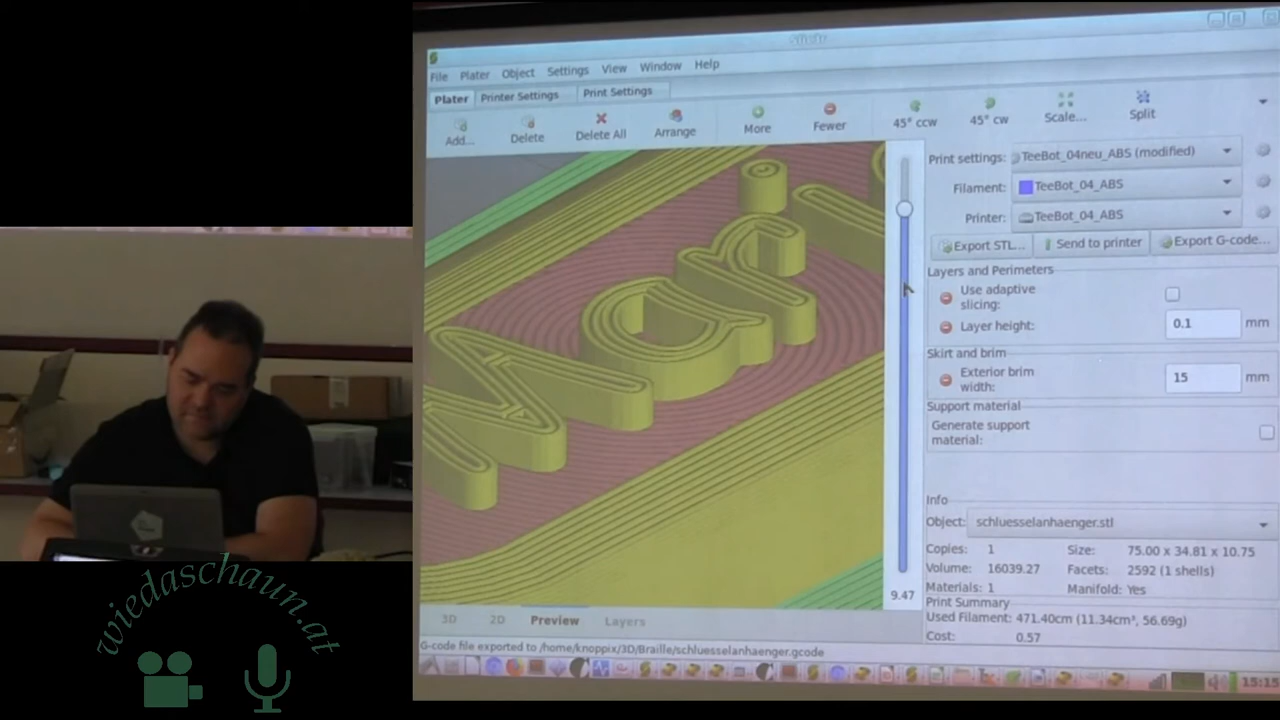 File Plater Object Settings View Window Help
Plater Printer Settings Print Settings
Add... Delete Delete All Arrange More Fewer 45° ccw 45° cw Scale... Split
Print settings: TeeBot_04neu_ABS (modified)
Filament: TeeBot_04_ABS
Printer: TeeBot_04_ABS
Export STL... Send to printer Export G-code...
Layers and Perimeters
Use adaptive
slicing:
Layer height: 0.1 mm
Skirt and brim
Exterior brim
width: 15 mm
Support material
Generate support
material:
Info
Object: schluesselanhaenger.stl
Copies: 1 Size: 75.00 x 34.81 x 10.75
Volume: 16039.27 Facets: 2592 (1 shells)
Materials: 1 Manifold: Yes
Print Summary
Used Filament: 471.40cm (11.34cm³, 56.69g)
Cost: 0.57
9.47
3D 2D Preview Layers
G-code file exported to /home/knoppix/3D/Braille/schluesselanhaenger.gcode
15:15
wiedaschaun.at